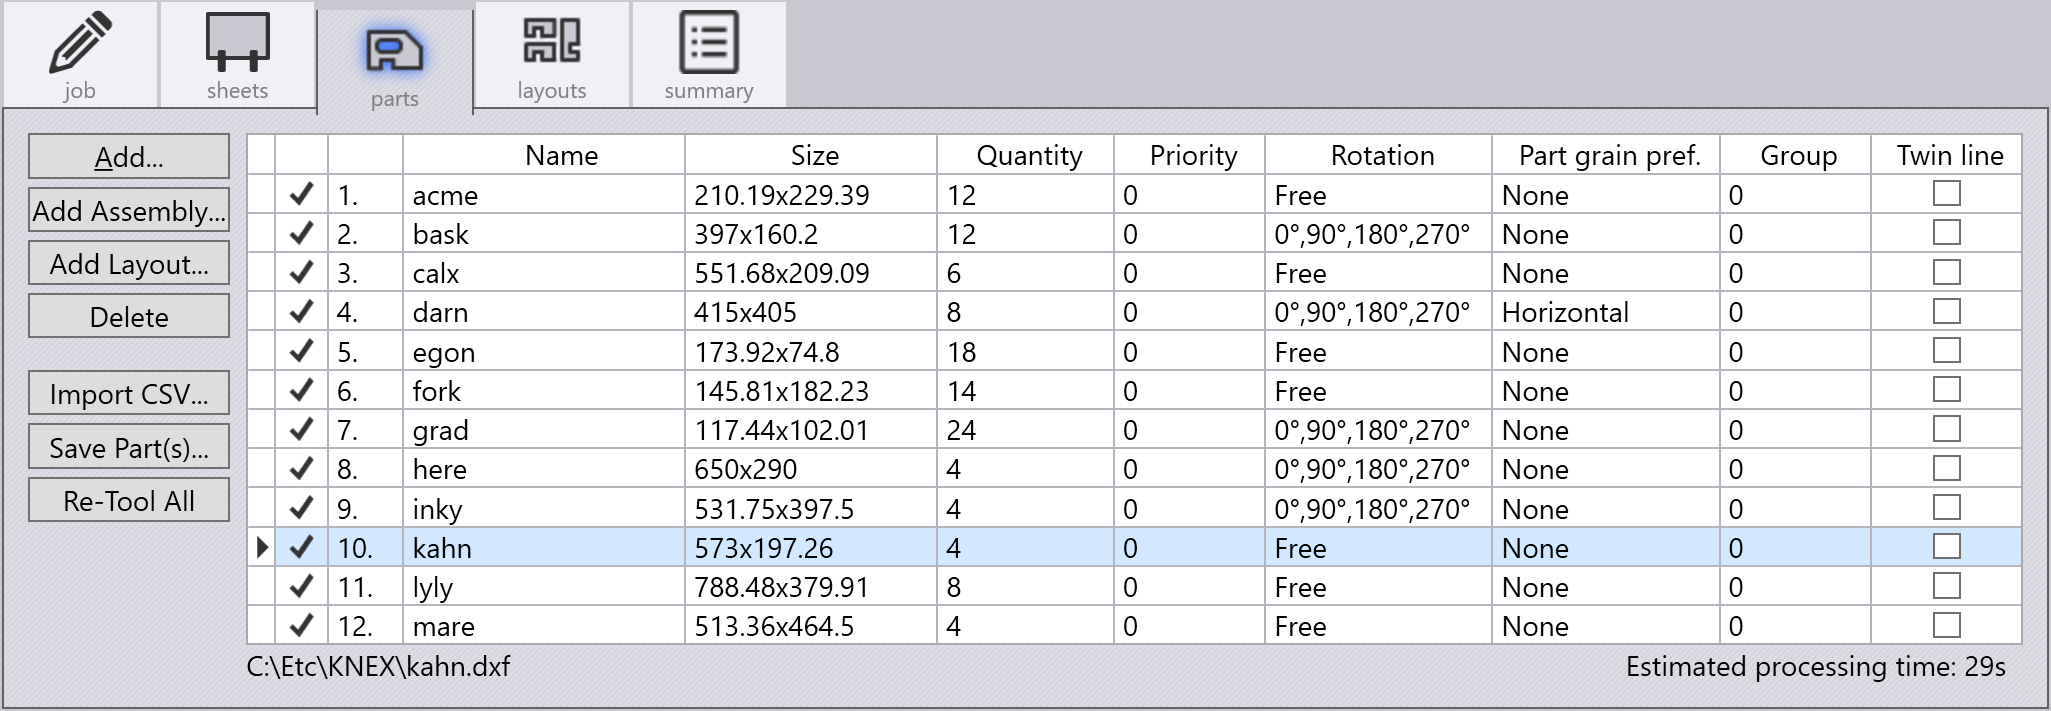 job sheets parts layouts summary
Add...
Add Assembly...
Add Layout...
Delete
Import CSV...
Save Part(s)...
Re-Tool All
Name Size Quantity Priority Rotation Part grain pref. Group Twin line
1. acme 210.19x229.39 12 0 Free None 0
2. bask 397x160.2 12 0 0°,90°,180°,270° None 0
3. calx 551.68x209.09 6 0 Free None 0
4. darn 415x405 8 0 0°,90°,180°,270° Horizontal 0
5. egon 173.92x74.8 18 0 Free None 0
6. fork 145.81x182.23 14 0 Free None 0
7. grad 117.44x102.01 24 0 0°,90°,180°,270° None 0
8. here 650x290 4 0 0°,90°,180°,270° None 0
9. inky 531.75x397.5 4 0 0°,90°,180°,270° None 0
10. kahn 573x197.26 4 0 Free None 0
11. lyly 788.48x379.91 8 0 Free None 0
12. mare 513.36x464.5 4 0 Free None 0
C:\Etc\KNEX\kahn.dxf
Estimated processing time: 29s